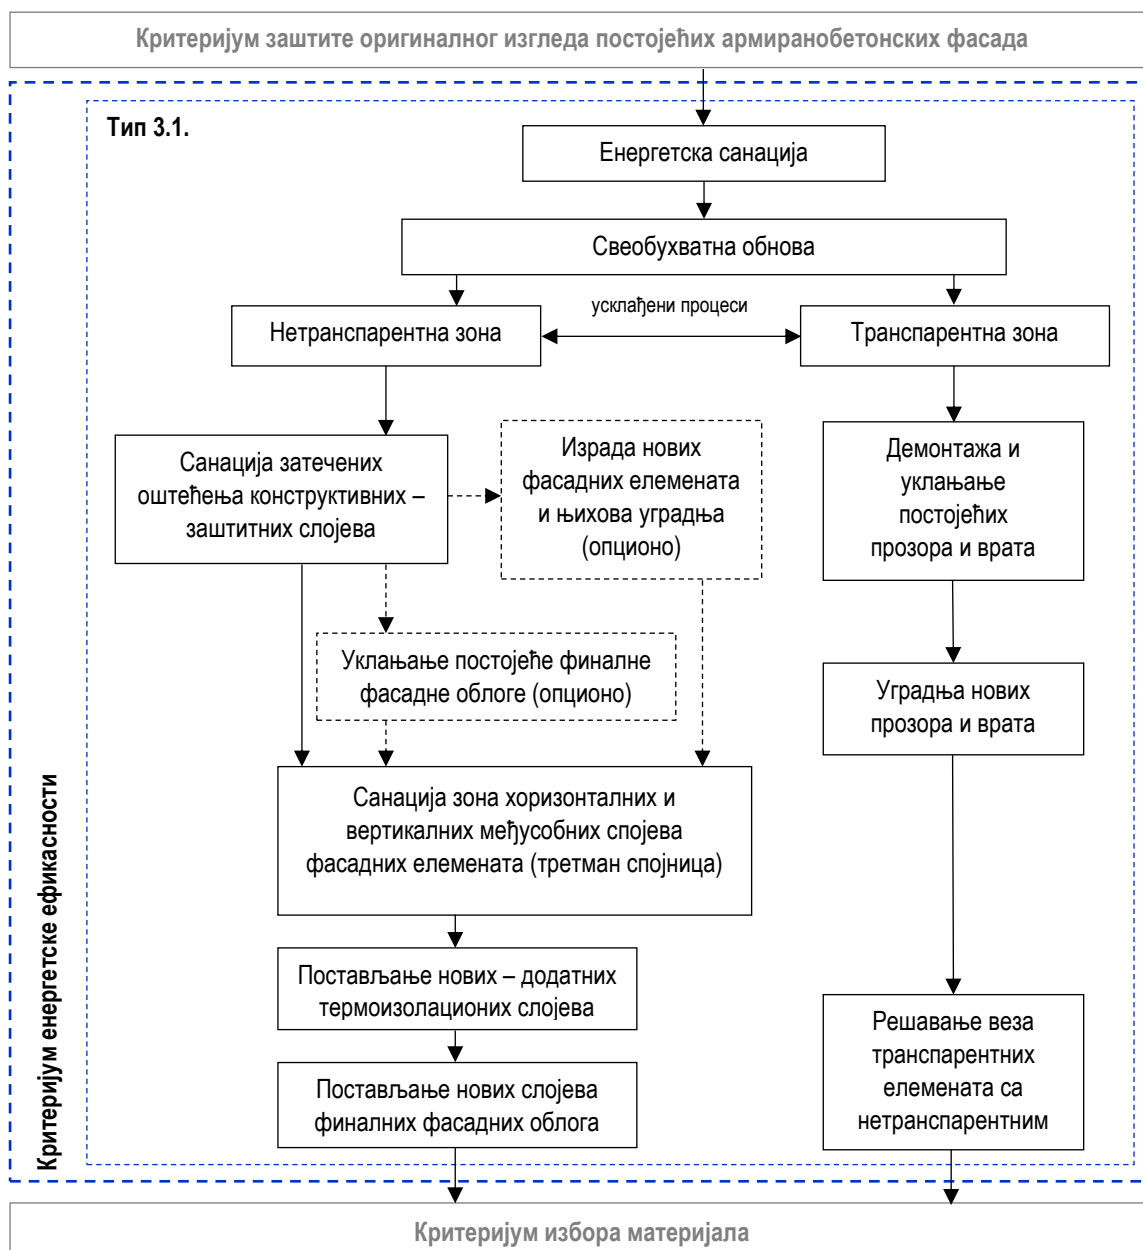 Критеријум заштите оригиналног изгледа постојећих армиранобетонских фасада
Тип 3.1.
Енергетска санација
Свеобухватна обнова
усклађени процеси
Нетранспарентна зона
Транспарентна зона
Санација затечених
оштећења конструктивних –
заштитних слојева
Израда нових
фасадних елемената
и њихова уградња
(опционо)
Демонтажа и
уклањање
постојећих
прозора и врата
Уклањање постојеће финалне
фасадне облоге (опционо)
Уградња нових
прозора и врата
Санација зона хоризонталних и
вертикалних међусобних спојева
фасадних елемената (третман спојница)
Постављање нових – додатних
термоизолационих слојева
Решавање веза
транспарентних
елемената са
нетранспарентним
Постављање нових слојева
финалних фасадних облога
Критеријум енергетске ефикасности
Критеријум избора материјала